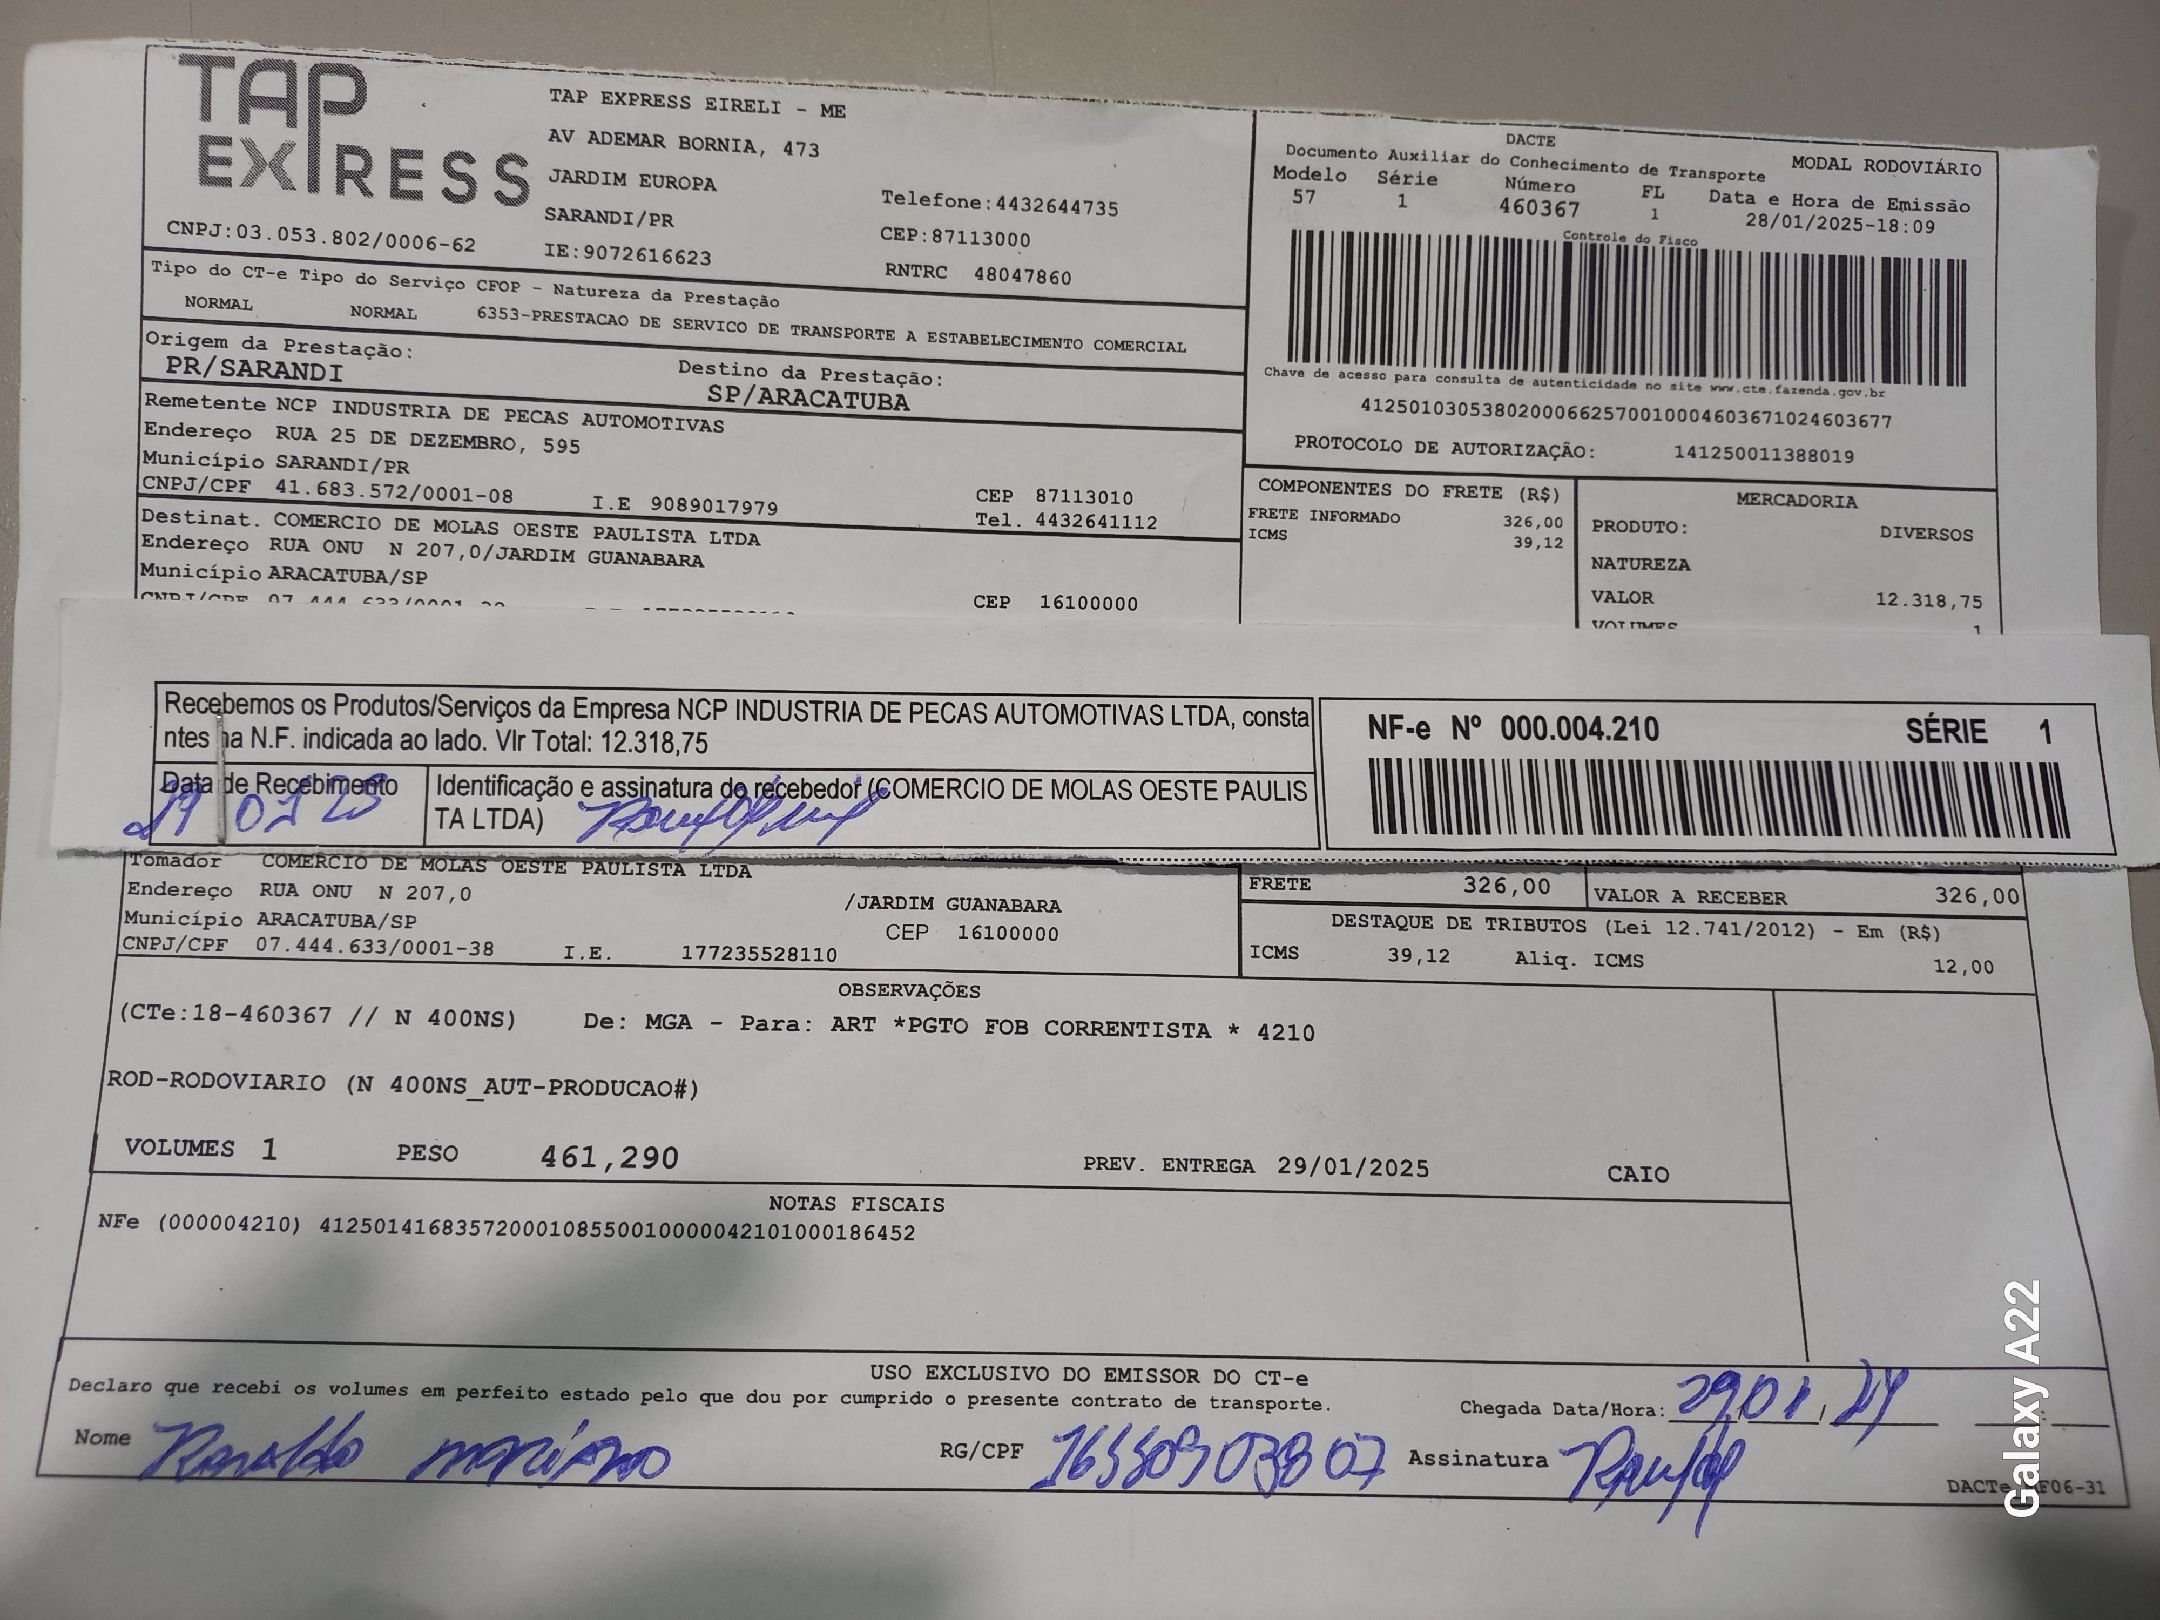 TAP
EXPRESS
TAP EXPRESS EIRELI - ME
AV ADEMAR BORNIA, 473
JARDIM EUROPA
SARANDI/PR
IE:9072616623
Telefone:4432644735
CEP:87113000
RNTRC 48047860
CNPJ:03.053.802/0006-62
DACTE
Documento Auxiliar do Conhecimento de Transporte
MODAL RODOVIÁRIO
Modelo Série Número FL Data e Hora de Emissão
57 1 460367 1 28/01/2025-18:09
Controle do Fisco
Chave de acesso para consulta de autenticidade no site www.cte.fazenda.gov.br
41250103053802000662570010004603671024603677
PROTOCOLO DE AUTORIZAÇÃO: 141250011388019
Tipo do CT-e Tipo do Serviço CFOP - Natureza da Prestação
NORMAL NORMAL 6353-PRESTACAO DE SERVICO DE TRANSPORTE A ESTABELECIMENTO COMERCIAL
Origem da Prestação:
PR/SARANDI
Destino da Prestação:
SP/ARACATUBA
Remetente NCP INDUSTRIA DE PECAS AUTOMOTIVAS
Endereço RUA 25 DE DEZEMBRO, 595
Município SARANDI/PR
CNPJ/CPF 41.683.572/0001-08 I.E 9089017979
CEP 87113010
Tel. 4432641112
Destinat. COMERCIO DE MOLAS OESTE PAULISTA LTDA
Endereço RUA ONU N 207,0/JARDIM GUANABARA
Município ARACATUBA/SP
CNPJ/CPF
CEP 16100000
COMPONENTES DO FRETE (R$)
FRETE INFORMADO 326,00
ICMS 39,12
MERCADORIA
PRODUTO: DIVERSOS
NATUREZA
VALOR 12.318,75
VOLUMES 1
Recebemos os Produtos/Serviços da Empresa NCP INDUSTRIA DE PECAS AUTOMOTIVAS LTDA, consta
ntes na N.F. indicada ao lado. Vlr Total: 12.318,75
Data de Recebimento
29 01 25
Identificação e assinatura do recebedor (COMERCIO DE MOLAS OESTE PAULIS
TA LTDA)
NF-e Nº 000.004.210 SÉRIE 1
Tomador COMERCIO DE MOLAS OESTE PAULISTA LTDA
Endereço RUA ONU N 207,0 /JARDIM GUANABARA
Município ARACATUBA/SP CEP 16100000
CNPJ/CPF 07.444.633/0001-38 I.E. 177235528110
FRETE 326,00 VALOR A RECEBER 326,00
DESTAQUE DE TRIBUTOS (Lei 12.741/2012) - Em (R$)
ICMS 39,12 Aliq. ICMS 12,00
OBSERVAÇÕES
(CTe:18-460367 // N 400NS) De: MGA - Para: ART *PGTO FOB CORRENTISTA * 4210
ROD-RODOVIARIO (N 400NS_AUT-PRODUCAO#)
VOLUMES 1 PESO 461,290 PREV. ENTREGA 29/01/2025 CAIO
NOTAS FISCAIS
NFe (000004210) 41250141683572000108550010000042101000186452
USO EXCLUSIVO DO EMISSOR DO CT-e
Declaro que recebi os volumes em perfeito estado pelo que dou por cumprido o presente contrato de transporte.
Chegada Data/Hora: 29,01,24
Nome Ronaldo mariano RG/CPF Assinatura
Galaxy A22